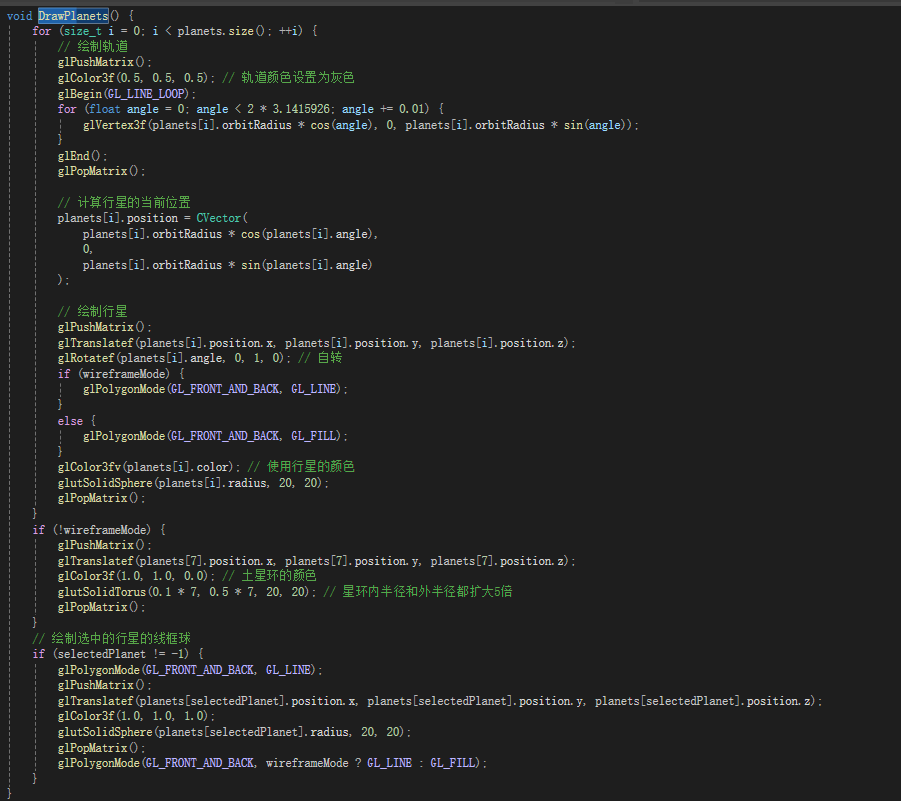 void DrawPlanets() {
for (size_t i = 0; i < planets.size(); ++i) {
// 绘制轨道
glPushMatrix();
glColor3f(0.5, 0.5, 0.5); // 轨道颜色设置为灰色
glBegin(GL_LINE_LOOP);
for (float angle = 0; angle < 2 * 3.1415926; angle += 0.01) {
glVertex3f(planets[i].orbitRadius * cos(angle), 0, planets[i].orbitRadius * sin(angle));
}
glEnd();
glPopMatrix();
// 计算行星的当前位置
planets[i].position = CVector(
planets[i].orbitRadius * cos(planets[i].angle),
0,
planets[i].orbitRadius * sin(planets[i].angle)
);
// 绘制行星
glPushMatrix();
glTranslatef(planets[i].position.x, planets[i].position.y, planets[i].position.z);
glRotatef(planets[i].angle, 0, 1, 0); // 自转
if (wireframeMode) {
glPolygonMode(GL_FRONT_AND_BACK, GL_LINE);
}
else {
glPolygonMode(GL_FRONT_AND_BACK, GL_FILL);
}
glColor3fv(planets[i].color); // 使用行星的颜色
glutSolidSphere(planets[i].radius, 20, 20);
glPopMatrix();
}
if (!wireframeMode) {
glPushMatrix();
glTranslatef(planets[7].position.x, planets[7].position.y, planets[7].position.z);
glColor3f(1.0, 1.0, 0.0); // 土星环的颜色
glutSolidTorus(0.1 * 7, 0.5 * 7, 20, 20); // 星环内半径和外半径都扩大5倍
glPopMatrix();
}
// 绘制选中的行星的线框球
if (selectedPlanet != -1) {
glPolygonMode(GL_FRONT_AND_BACK, GL_LINE);
glPushMatrix();
glTranslatef(planets[selectedPlanet].position.x, planets[selectedPlanet].position.y, planets[selectedPlanet].position.z);
glColor3f(1.0, 1.0, 1.0);
glutSolidSphere(planets[selectedPlanet].radius, 20, 20);
glPopMatrix();
glPolygonMode(GL_FRONT_AND_BACK, wireframeMode ? GL_LINE : GL_FILL);
}
}